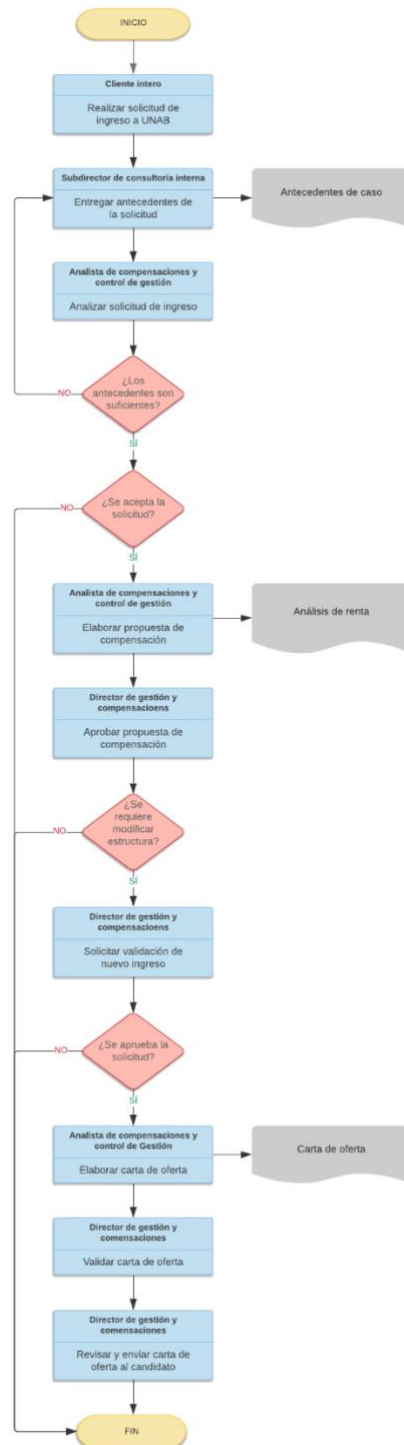 INICIO
Cliente intero
Realizar solicitud de
ingreso a UNAB
Subdirector de consultoría interna
Entregar antecedentes de
la solicitud
Antecedentes de caso
Analista de compensaciones y
control de gestión
Analizar solicitud de ingreso
¿Los
antecedentes son
suficientes?
NO
SÍ
¿Se acepta la
solicitud?
NO
SÍ
Analista de compensaciones y
control de gestión
Elaborar propuesta de
compensación
Análisis de renta
Director de gestión y
compensacioens
Aprobar propuesta de
compensación
¿Se
requiere
modificar
estructura?
NO
SÍ
Director de gestión y
compensacioens
Solicitar validación de
nuevo ingreso
¿Se aprueba la
solicitud?
NO
SÍ
Analista de compensaciones y
control de Gestión
Elaborar carta de oferta
Carta de oferta
Director de gestión y
comensaciones
Validar carta de oferta
Director de gestión y
comensaciones
Revisar y enviar carta de
oferta al candidato
FIN